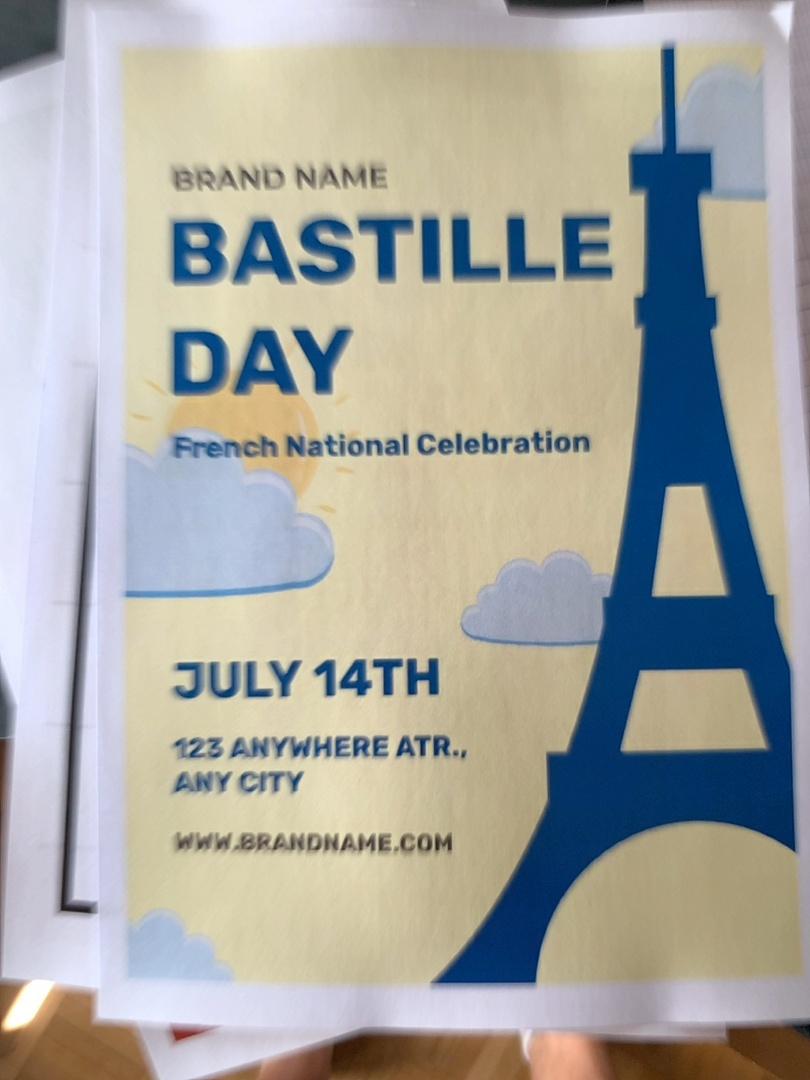 BRAND NAME
BASTILLE
DAY
French National Celebration
JULY 14TH
123 ANYWHERE ATR.,
ANY CITY
WWW.BRANDNAME.COM